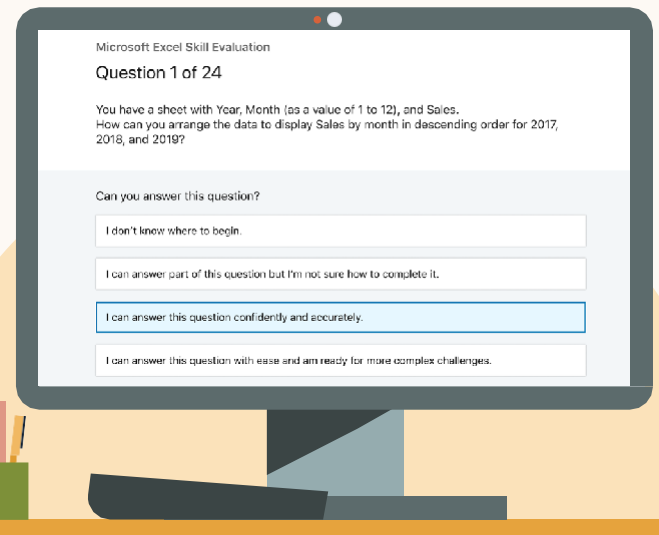 Microsoft Excel Skill Evaluation
Question 1 of 24
You have a sheet with Year, Month (as a value of 1 to 12), and Sales.
How can you arrange the data to display Sales by month in descending order for 2017,
2018, and 2019?
Can you answer this question?
I don't know where to begin.
I can answer part of this question but I'm not sure how to complete it.
I can answer this question confidently and accurately.
I can answer this question with ease and am ready for more complex challenges.